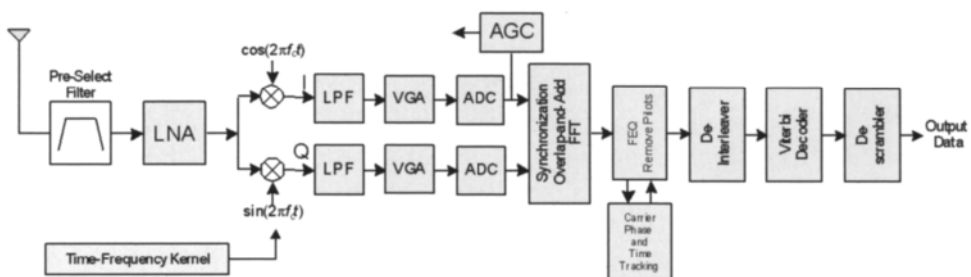 AGC
cos(2πfct)
Pre-Select
Filter
LNA
I
LPF
VGA
ADC
Q
LPF
VGA
ADC
sin(2πfct)
Time-Frequency Kernel
Synchronization
Overlap-and-Add
FFT
FEQ
Remove Pilots
Carrier
Phase
and
Time
Tracking
De
Interleaver
Viterbi
Decoder
De
scrambler
Output
Data